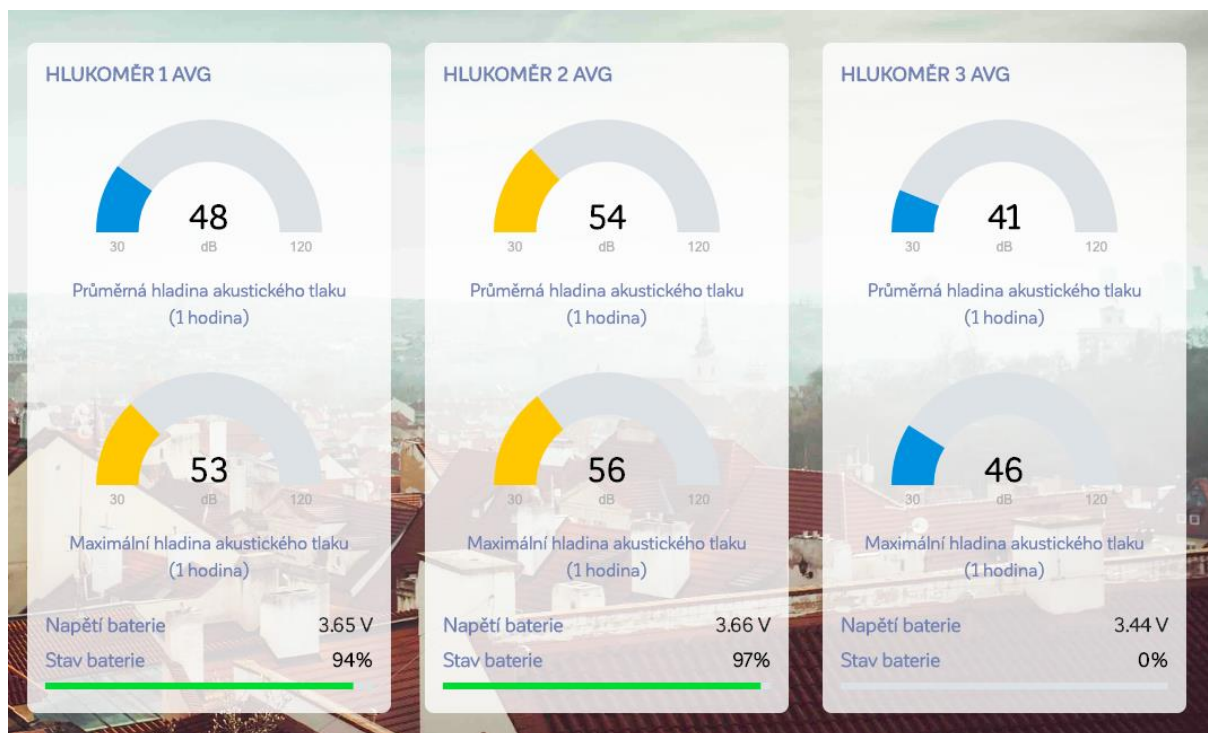 HLUKOMĚR 1 AVG
48
30 dB 120
Průměrná hladina akustického tlaku
(1 hodina)
53
30 dB 120
Maximální hladina akustického tlaku
(1 hodina)
Napětí baterie 3.65 V
Stav baterie 94%
HLUKOMĚR 2 AVG
54
30 dB 120
Průměrná hladina akustického tlaku
(1 hodina)
56
30 dB 120
Maximální hladina akustického tlaku
(1 hodina)
Napětí baterie 3.66 V
Stav baterie 97%
HLUKOMĚR 3 AVG
41
30 dB 120
Průměrná hladina akustického tlaku
(1 hodina)
46
30 dB 120
Maximální hladina akustického tlaku
(1 hodina)
Napětí baterie 3.44 V
Stav baterie 0%